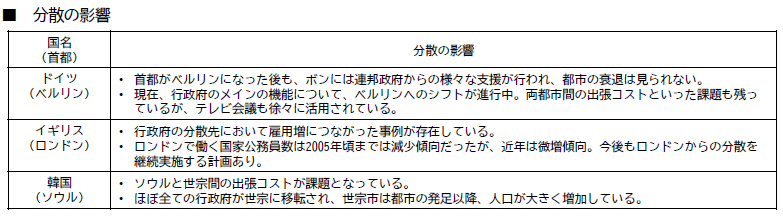 ■ 分散の影響
国名
（首都）
分散の影響
ドイツ
（ベルリン）
・ 首都がベルリンになった後も、ボンには連邦政府からの様々な支援が行われ、都市の衰退は見られない。
・ 現在、行政府のメインの機能について、ベルリンへのシフトが進行中。両都市間の出張コストといった課題も残っ
ているが、テレビ会議も徐々に活用されている。
イギリス
（ロンドン）
・ 行政府の分散先において雇用増につながった事例が存在している。
・ ロンドンで働く国家公務員数は2005年頃までは減少傾向だったが、近年は微増傾向。今後もロンドンからの分散を
継続実施する計画あり。
韓国
（ソウル）
・ ソウルと世宗間の出張コストが課題となっている。
・ ほぼ全ての行政府が世宗に移転され、世宗市は都市の発足以降、人口が大きく増加している。